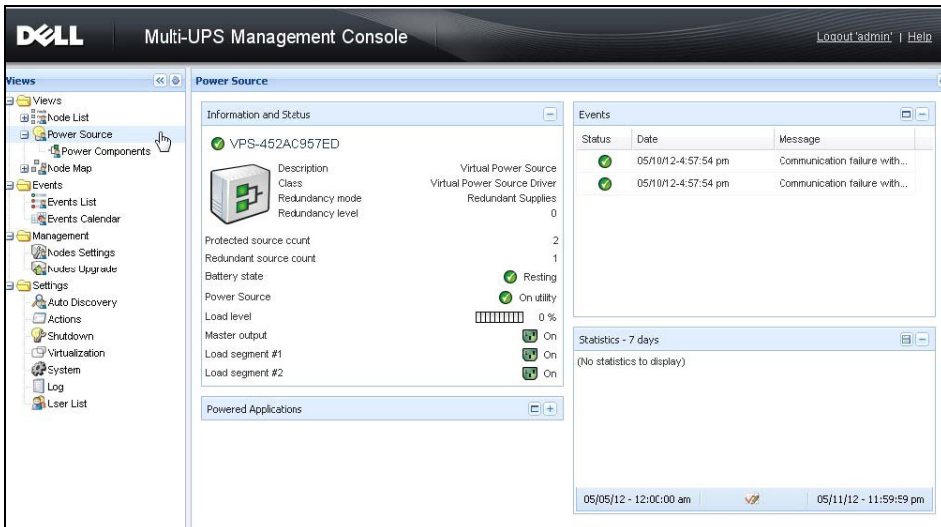 DELL
Multi-UPS Management Console
Logout 'admin' | Help
Views
Views
Node List
Power Source
Power Components
Node Map
Events
Events List
Events Calendar
Management
Nodes Settings
Nodes Upgrade
Settings
Auto Discovery
Actions
Shutdown
Virtualization
System
Log
User List
Power Source
Information and Status
VPS-452AC957ED
Description Virtual Power Source
Class Virtual Power Source Driver
Redundancy mode Redundant Supplies
Redundancy level 0
Protected source count 2
Redundant source count 1
Battery state Resting
Power Source On utility
Load level 0 %
Master output On
Load segment #1 On
Load segment #2 On
Powered Applications
Events
Status Date Message
05/10/12-4:57:54 pm Communication failure with...
05/10/12-4:57:54 pm Communication failure with...
Statistics - 7 days
(No statistics to display)
05/05/12 - 12:00:00 am 05/11/12 - 11:59:59 pm